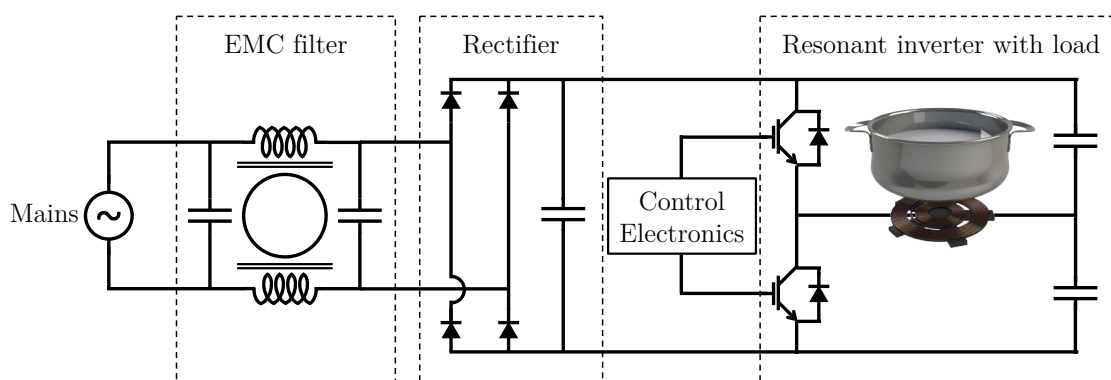 EMC filter
Rectifier
Resonant inverter with load
Mains
Control
Electronics